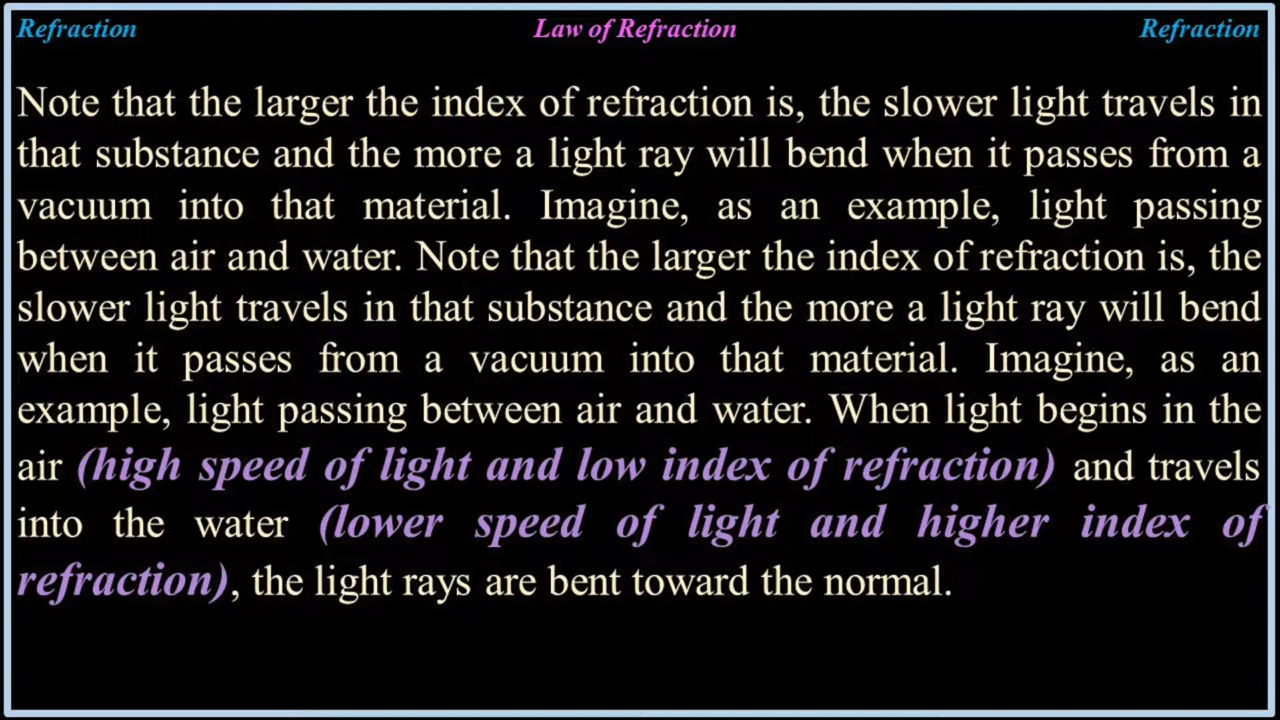 Refraction Law of Refraction Refraction
Note that the larger the index of refraction is, the slower light travels in
that substance and the more a light ray will bend when it passes from a
vacuum into that material. Imagine, as an example, light passing
between air and water. Note that the larger the index of refraction is, the
slower light travels in that substance and the more a light ray will bend
when it passes from a vacuum into that material. Imagine, as an
example, light passing between air and water. When light begins in the
air (high speed of light and low index of refraction) and travels
into the water (lower speed of light and higher index of
refraction), the light rays are bent toward the normal.